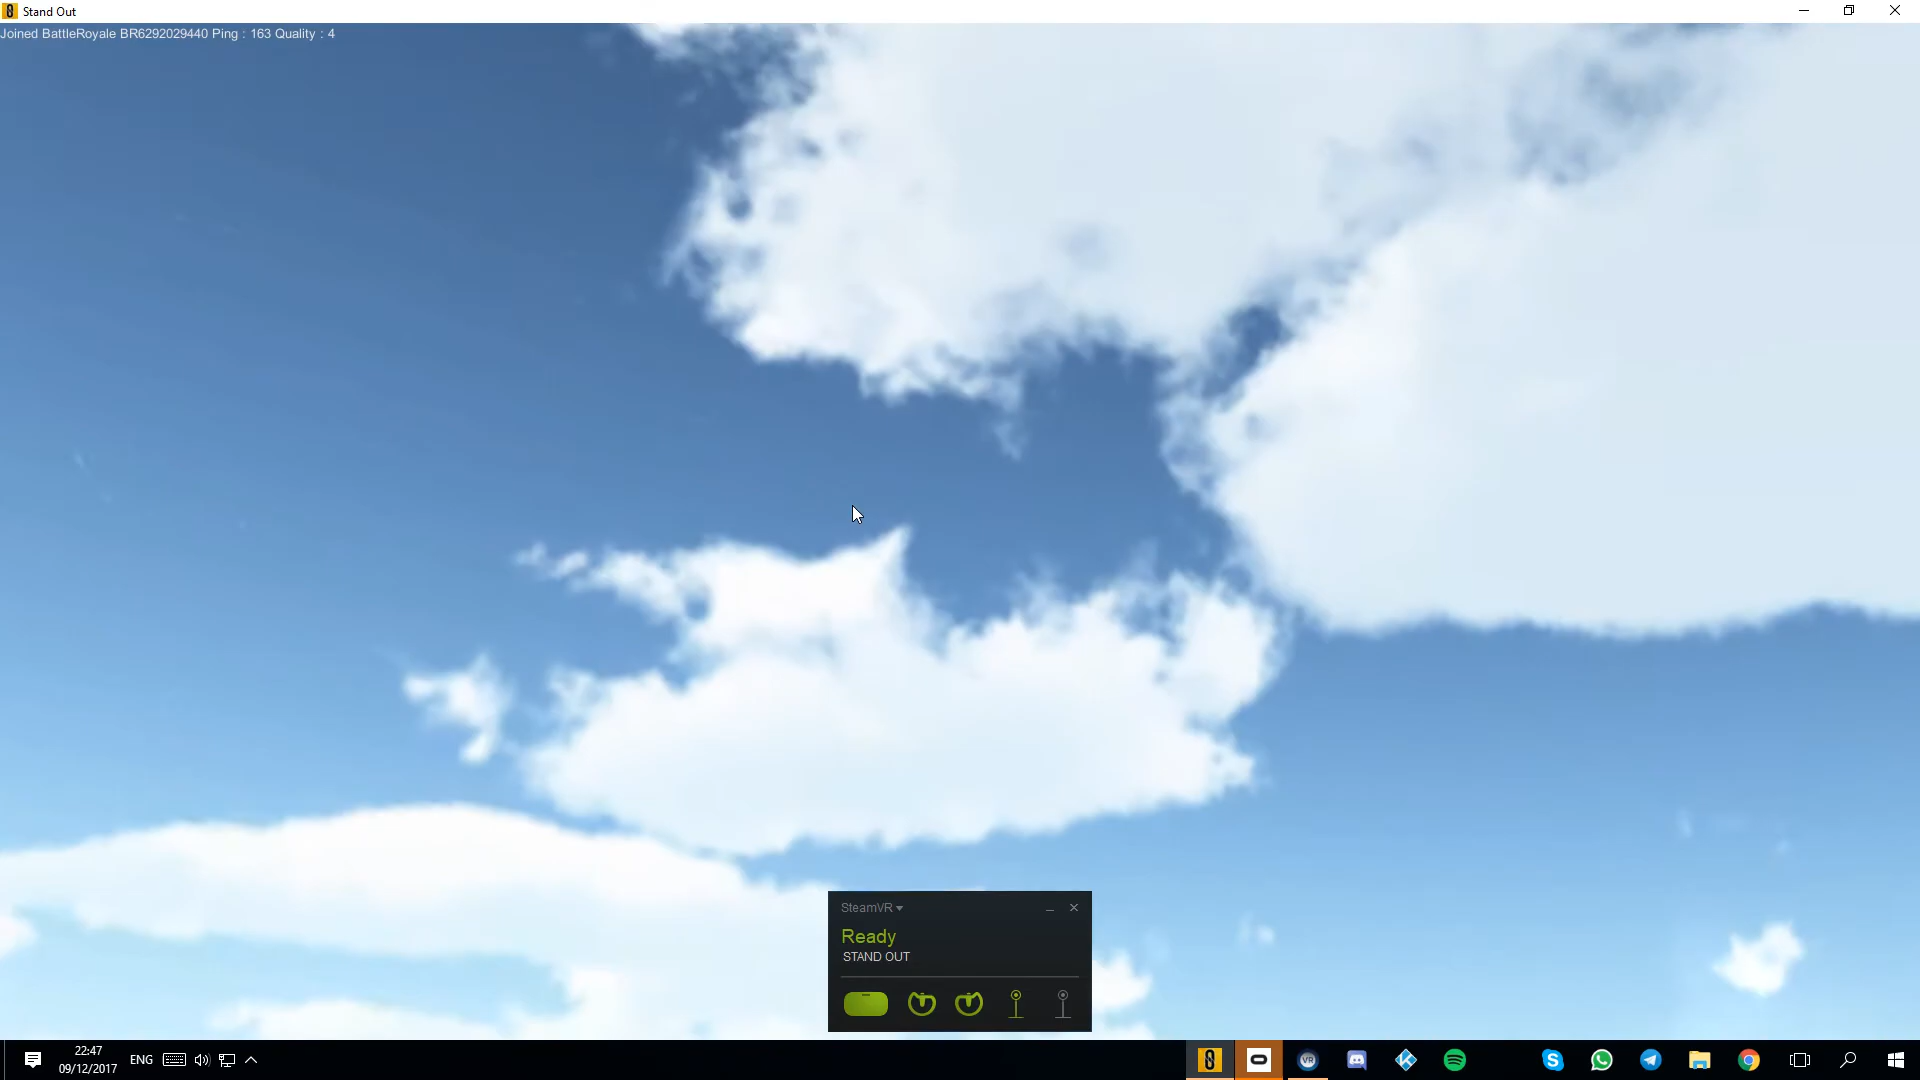 Stand Out
Joined BattleRoyale BR6292029440 Ping : 163 Quality : 4
SteamVR
Ready
STAND OUT
22:47
09/12/2017
ENG
VR